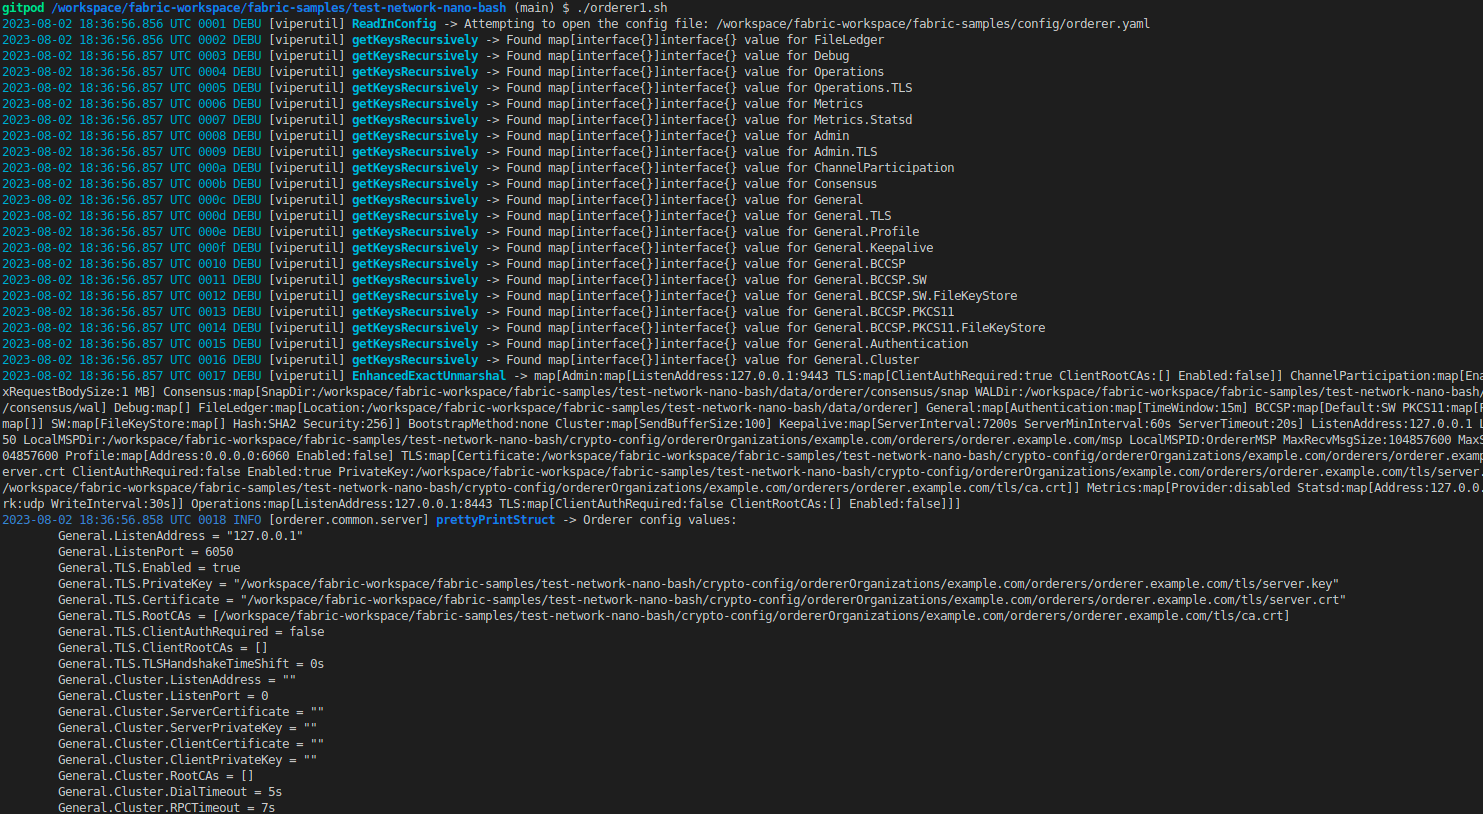 gitpod /workspace/fabric-workspace/fabric-samples/test-network-nano-bash (main) $ ./orderer1.sh
2023-08-02 18:36:56.856 UTC 0001 DEBU [viperutil] ReadInConfig -> Attempting to open the config file: /workspace/fabric-workspace/fabric-samples/config/orderer.yaml
2023-08-02 18:36:56.856 UTC 0002 DEBU [viperutil] getKeysRecursively -> Found map[interface{}]interface{} value for FileLedger
2023-08-02 18:36:56.857 UTC 0003 DEBU [viperutil] getKeysRecursively -> Found map[interface{}]interface{} value for Debug
2023-08-02 18:36:56.857 UTC 0004 DEBU [viperutil] getKeysRecursively -> Found map[interface{}]interface{} value for Operations
2023-08-02 18:36:56.857 UTC 0005 DEBU [viperutil] getKeysRecursively -> Found map[interface{}]interface{} value for Operations.TLS
2023-08-02 18:36:56.857 UTC 0006 DEBU [viperutil] getKeysRecursively -> Found map[interface{}]interface{} value for Metrics
2023-08-02 18:36:56.857 UTC 0007 DEBU [viperutil] getKeysRecursively -> Found map[interface{}]interface{} value for Metrics.Statsd
2023-08-02 18:36:56.857 UTC 0008 DEBU [viperutil] getKeysRecursively -> Found map[interface{}]interface{} value for Admin
2023-08-02 18:36:56.857 UTC 0009 DEBU [viperutil] getKeysRecursively -> Found map[interface{}]interface{} value for Admin.TLS
2023-08-02 18:36:56.857 UTC 000a DEBU [viperutil] getKeysRecursively -> Found map[interface{}]interface{} value for ChannelParticipation
2023-08-02 18:36:56.857 UTC 000b DEBU [viperutil] getKeysRecursively -> Found map[interface{}]interface{} value for Consensus
2023-08-02 18:36:56.857 UTC 000c DEBU [viperutil] getKeysRecursively -> Found map[interface{}]interface{} value for General
2023-08-02 18:36:56.857 UTC 000d DEBU [viperutil] getKeysRecursively -> Found map[interface{}]interface{} value for General.TLS
2023-08-02 18:36:56.857 UTC 000e DEBU [viperutil] getKeysRecursively -> Found map[interface{}]interface{} value for General.Profile
2023-08-02 18:36:56.857 UTC 000f DEBU [viperutil] getKeysRecursively -> Found map[interface{}]interface{} value for General.Keepalive
2023-08-02 18:36:56.857 UTC 0010 DEBU [viperutil] getKeysRecursively -> Found map[interface{}]interface{} value for General.BCCSP
2023-08-02 18:36:56.857 UTC 0011 DEBU [viperutil] getKeysRecursively -> Found map[interface{}]interface{} value for General.BCCSP.SW
2023-08-02 18:36:56.857 UTC 0012 DEBU [viperutil] getKeysRecursively -> Found map[interface{}]interface{} value for General.BCCSP.SW.FileKeyStore
2023-08-02 18:36:56.857 UTC 0013 DEBU [viperutil] getKeysRecursively -> Found map[interface{}]interface{} value for General.BCCSP.PKCS11
2023-08-02 18:36:56.857 UTC 0014 DEBU [viperutil] getKeysRecursively -> Found map[interface{}]interface{} value for General.BCCSP.PKCS11.FileKeyStore
2023-08-02 18:36:56.857 UTC 0015 DEBU [viperutil] getKeysRecursively -> Found map[interface{}]interface{} value for General.Authentication
2023-08-02 18:36:56.857 UTC 0016 DEBU [viperutil] getKeysRecursively -> Found map[interface{}]interface{} value for General.Cluster
2023-08-02 18:36:56.857 UTC 0017 DEBU [viperutil] EnhancedExactUnmarshal -> map[Admin:map[ListenAddress:127.0.0.1:9443 TLS:map[ClientAuthRequired:true ClientRootCAs:[] Enabled:false]] ChannelParticipation:map[Ena
xRequestBodySize:1 MB] Consensus:map[SnapDir:/workspace/fabric-workspace/fabric-samples/test-network-nano-bash/data/orderer/consensus/snap WALDir:/workspace/fabric-workspace/fabric-samples/test-network-nano-bash/
/consensus/wal] Debug:map[] FileLedger:map[Location:/workspace/fabric-workspace/fabric-samples/test-network-nano-bash/data/orderer] General:map[Authentication:map[TimeWindow:15m] BCCSP:map[Default:SW PKCS11:map[F
map[]] SW:map[FileKeyStore:map[] Hash:SHA2 Security:256]] BootstrapMethod:none Cluster:map[SendBufferSize:100] Keepalive:map[ServerInterval:7200s ServerMinInterval:60s ServerTimeout:20s] ListenAddress:127.0.0.1 L
50 LocalMSPDir:/workspace/fabric-workspace/fabric-samples/test-network-nano-bash/crypto-config/ordererOrganizations/example.com/orderers/orderer.example.com/msp LocalMSPID:OrdererMSP MaxRecvMsgSize:104857600 MaxS
04857600 Profile:map[Address:0.0.0.0:6060 Enabled:false] TLS:map[Certificate:/workspace/fabric-workspace/fabric-samples/test-network-nano-bash/crypto-config/ordererOrganizations/example.com/orderers/orderer.examp
erver.crt ClientAuthRequired:false Enabled:true PrivateKey:/workspace/fabric-workspace/fabric-samples/test-network-nano-bash/crypto-config/ordererOrganizations/example.com/orderers/orderer.example.com/tls/server.
/workspace/fabric-workspace/fabric-samples/test-network-nano-bash/crypto-config/ordererOrganizations/example.com/orderers/orderer.example.com/tls/ca.crt]] Metrics:map[Provider:disabled Statsd:map[Address:127.0.0.
rk:udp WriteInterval:30s]] Operations:map[ListenAddress:127.0.0.1:8443 TLS:map[ClientAuthRequired:false ClientRootCAs:[] Enabled:false]]]
2023-08-02 18:36:56.858 UTC 0018 INFO [orderer.common.server] prettyPrintStruct -> Orderer config values:
General.ListenAddress = "127.0.0.1"
General.ListenPort = 6050
General.TLS.Enabled = true
General.TLS.PrivateKey = "/workspace/fabric-workspace/fabric-samples/test-network-nano-bash/crypto-config/ordererOrganizations/example.com/orderers/orderer.example.com/tls/server.key"
General.TLS.Certificate = "/workspace/fabric-workspace/fabric-samples/test-network-nano-bash/crypto-config/ordererOrganizations/example.com/orderers/orderer.example.com/tls/server.crt"
General.TLS.RootCAs = [/workspace/fabric-workspace/fabric-samples/test-network-nano-bash/crypto-config/ordererOrganizations/example.com/orderers/orderer.example.com/tls/ca.crt]
General.TLS.ClientAuthRequired = false
General.TLS.ClientRootCAs = []
General.TLS.TLSHandshakeTimeShift = 0s
General.Cluster.ListenAddress = ""
General.Cluster.ListenPort = 0
General.Cluster.ServerCertificate = ""
General.Cluster.ServerPrivateKey = ""
General.Cluster.ClientCertificate = ""
General.Cluster.ClientPrivateKey = ""
General.Cluster.RootCAs = []
General.Cluster.DialTimeout = 5s
General.Cluster.RPCTimeout = 7s